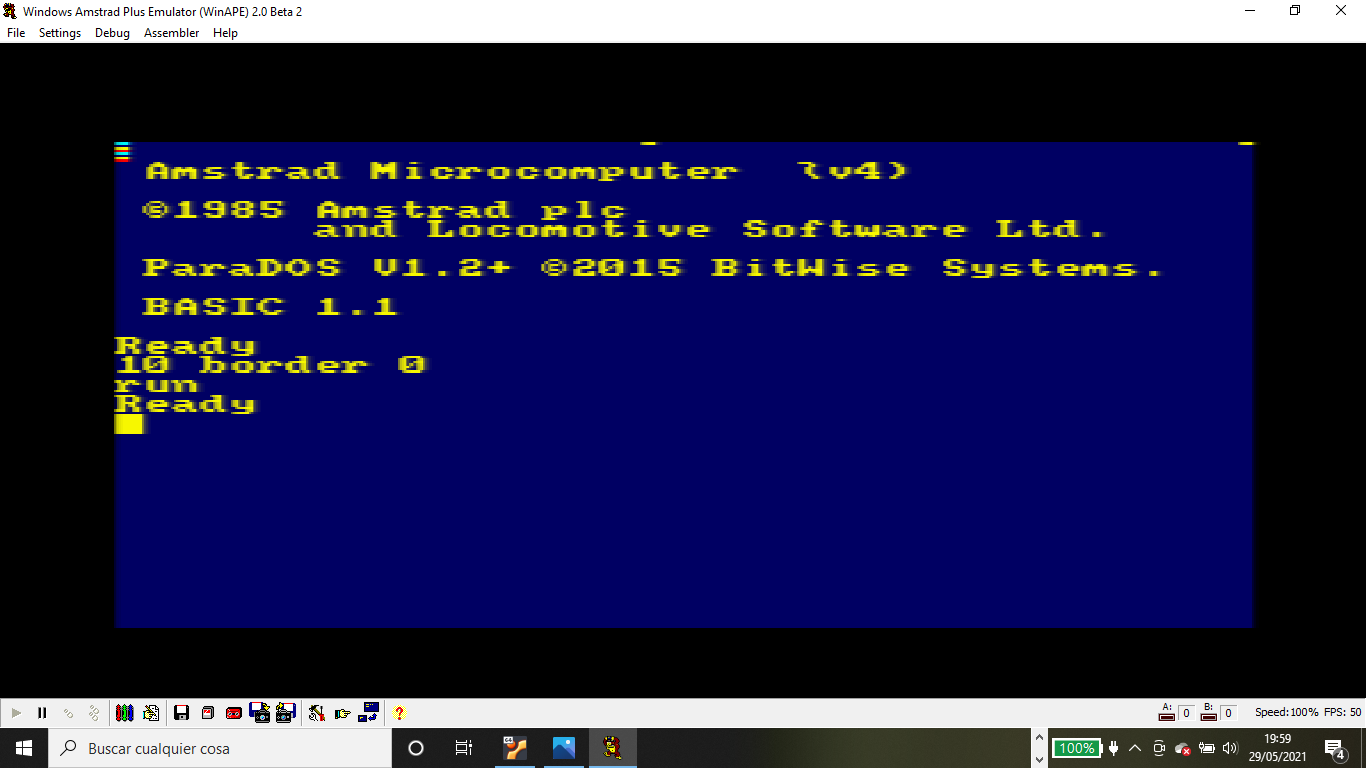 Windows Amstrad Plus Emulator (WinAPE) 2.0 Beta 2
File Settings Debug Assembler Help
Amstrad Microcomputer (v4)
©1985 Amstrad plc
and Locomotive Software Ltd.
ParaDOS V1.2+ ©2015 BitWise Systems.
BASIC 1.1
Ready
10 border 0
run
Ready
A: 0 B: 0 Speed:100% FPS: 50
Buscar cualquier cosa
64
100%
19:59
29/05/2021
4